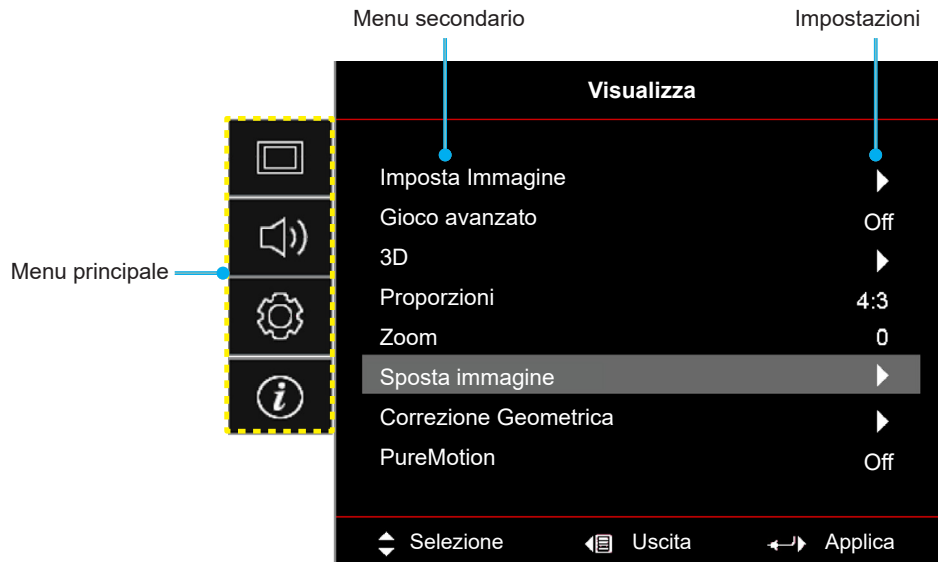 Menu secondario
Impostazioni
Visualizza
Menu principale
Imposta Immagine
Gioco avanzato Off
3D
Proporzioni 4:3
Zoom 0
Sposta immagine
Correzione Geometrica
PureMotion Off
Selezione Uscita Applica